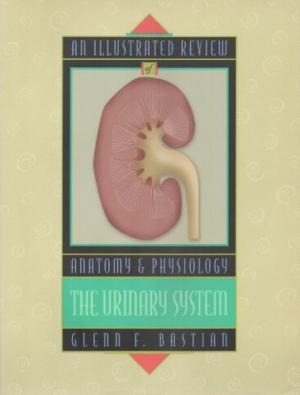 AN ILLUSTRATED REVIEW
of
ANATOMY & PHYSIOLOGY
THE URINARY SYSTEM
GLENN F. BASTIAN